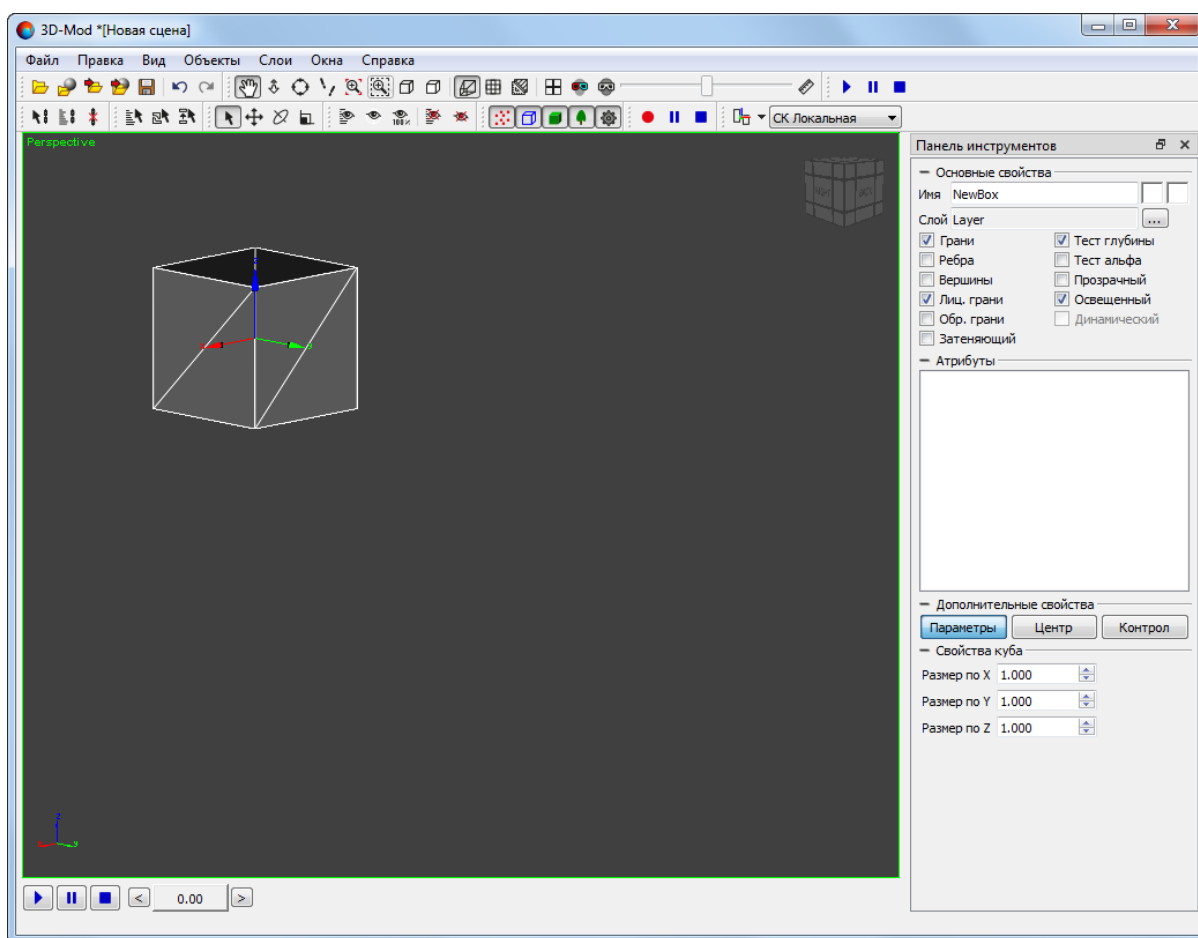 3D-Mod *[Новая сцена]
Файл Правка Вид Объекты Слои Окна Справка
100%
СК Локальная
Perspective
Панель инструментов
Основные свойства
Имя NewBox
Слой Layer ...
Грани Тест глубины
Ребра Тест альфа
Вершины Прозрачный
Лиц. грани Освещенный
Обр. грани Динамический
Затеняющий
Атрибуты
Дополнительные свойства
Параметры Центр Контрол
Свойства куба
Размер по X 1.000
Размер по Y 1.000
Размер по Z 1.000
z
y
< 0.00 >